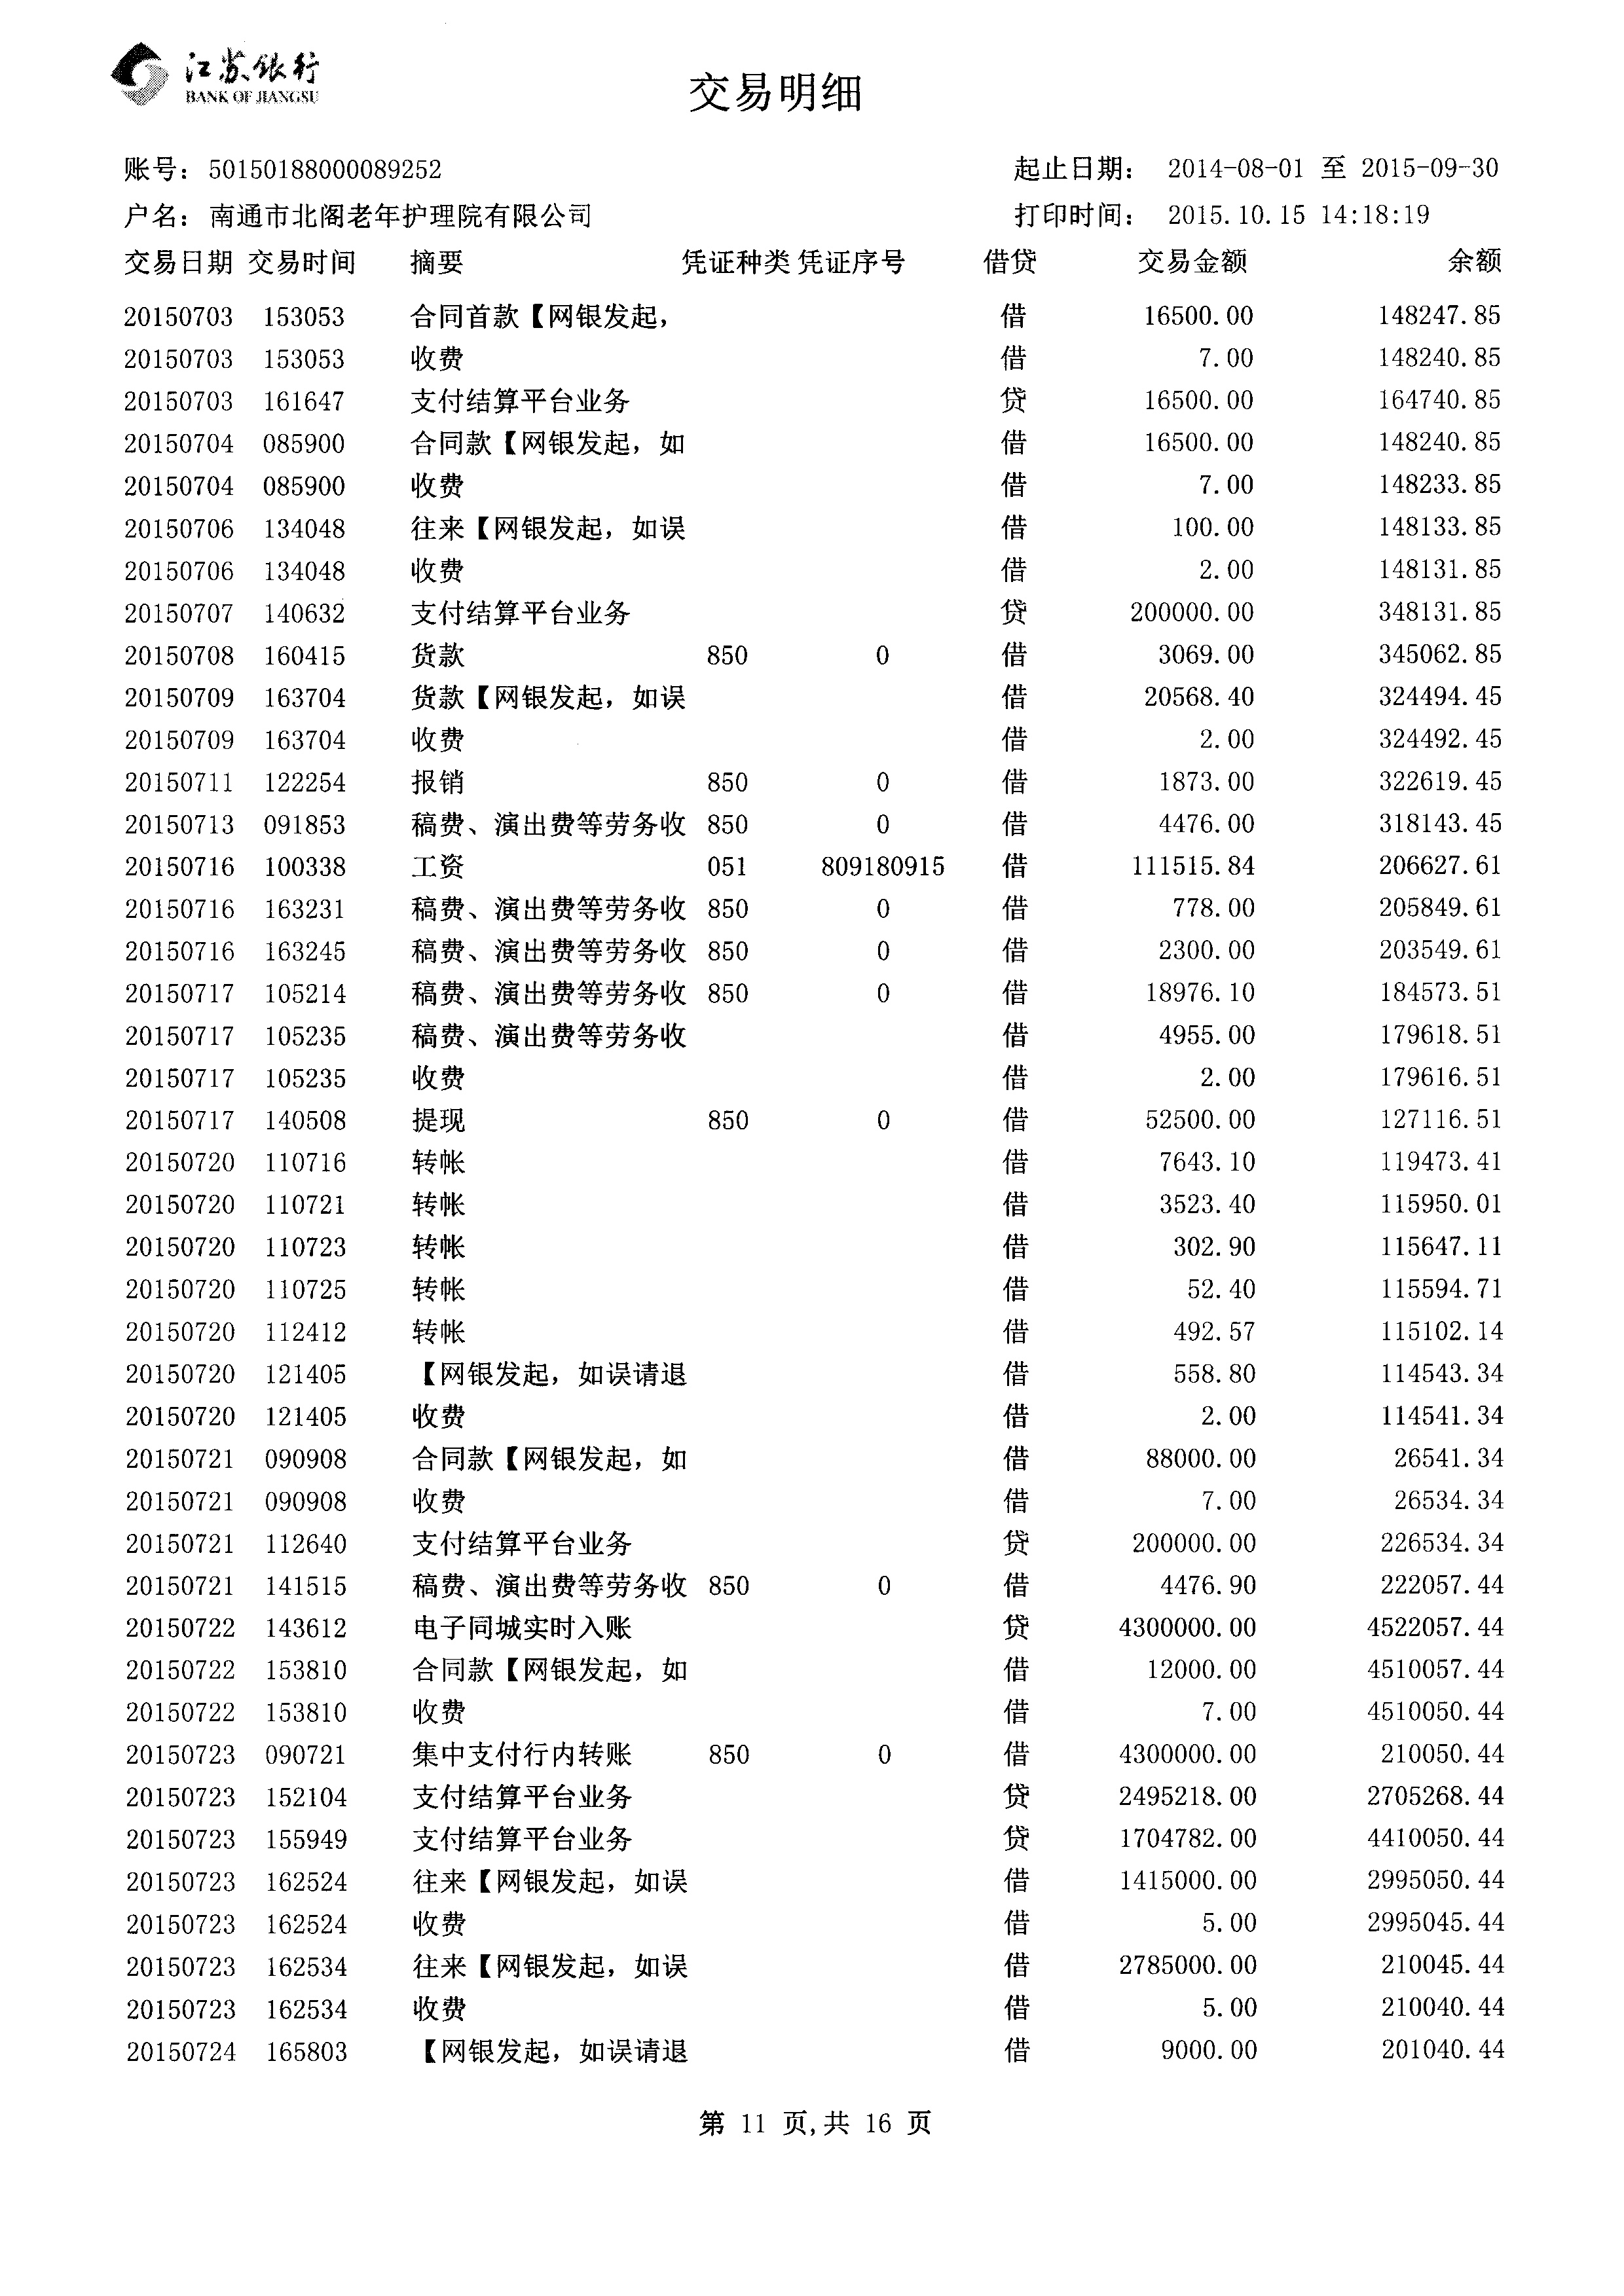 江苏银行
BANK OF JIANGSU
交易明细
账号： 50150188000089252 起止日期： 2014-08-01 至 2015-09-30
户名： 南通市北阁老年护理院有限公司 打印时间： 2015.10.15 14:18:19
交易日期 交易时间 摘要 凭证种类 凭证序号 借贷 交易金额 余额
20150703 153053 合同首款【网银发起， 借 16500.00 148247.85
20150703 153053 收费 借 7.00 148240.85
20150703 161647 支付结算平台业务 贷 16500.00 164740.85
20150704 085900 合同款【网银发起，如 借 16500.00 148240.85
20150704 085900 收费 借 7.00 148233.85
20150706 134048 往来【网银发起，如误 借 100.00 148133.85
20150706 134048 收费 借 2.00 148131.85
20150707 140632 支付结算平台业务 贷 200000.00 348131.85
20150708 160415 货款 850 0 借 3069.00 345062.85
20150709 163704 货款【网银发起，如误 借 20568.40 324494.45
20150709 163704 收费 借 2.00 324492.45
20150711 122254 报销 850 0 借 1873.00 322619.45
20150713 091853 稿费、演出费等劳务收 850 0 借 4476.00 318143.45
20150716 100338 工资 051 809180915 借 111515.84 206627.61
20150716 163231 稿费、演出费等劳务收 850 0 借 778.00 205849.61
20150716 163245 稿费、演出费等劳务收 850 0 借 2300.00 203549.61
20150717 105214 稿费、演出费等劳务收 850 0 借 18976.10 184573.51
20150717 105235 稿费、演出费等劳务收 借 4955.00 179618.51
20150717 105235 收费 借 2.00 179616.51
20150717 140508 提现 850 0 借 52500.00 127116.51
20150720 110716 转帐 借 7643.10 119473.41
20150720 110721 转帐 借 3523.40 115950.01
20150720 110723 转帐 借 302.90 115647.11
20150720 110725 转帐 借 52.40 115594.71
20150720 112412 转帐 借 492.57 115102.14
20150720 121405 【网银发起，如误请退 借 558.80 114543.34
20150720 121405 收费 借 2.00 114541.34
20150721 090908 合同款【网银发起，如 借 88000.00 26541.34
20150721 090908 收费 借 7.00 26534.34
20150721 112640 支付结算平台业务 贷 200000.00 226534.34
20150721 141515 稿费、演出费等劳务收 850 0 借 4476.90 222057.44
20150722 143612 电子同城实时入账 贷 4300000.00 4522057.44
20150722 153810 合同款【网银发起，如 借 12000.00 4510057.44
20150722 153810 收费 借 7.00 4510050.44
20150723 090721 集中支付行内转账 850 0 借 4300000.00 210050.44
20150723 152104 支付结算平台业务 贷 2495218.00 2705268.44
20150723 155949 支付结算平台业务 贷 1704782.00 4410050.44
20150723 162524 往来【网银发起，如误 借 1415000.00 2995050.44
20150723 162524 收费 借 5.00 2995045.44
20150723 162534 往来【网银发起，如误 借 2785000.00 210045.44
20150723 162534 收费 借 5.00 210040.44
20150724 165803 【网银发起，如误请退 借 9000.00 201040.44
第 11 页,共 16 页